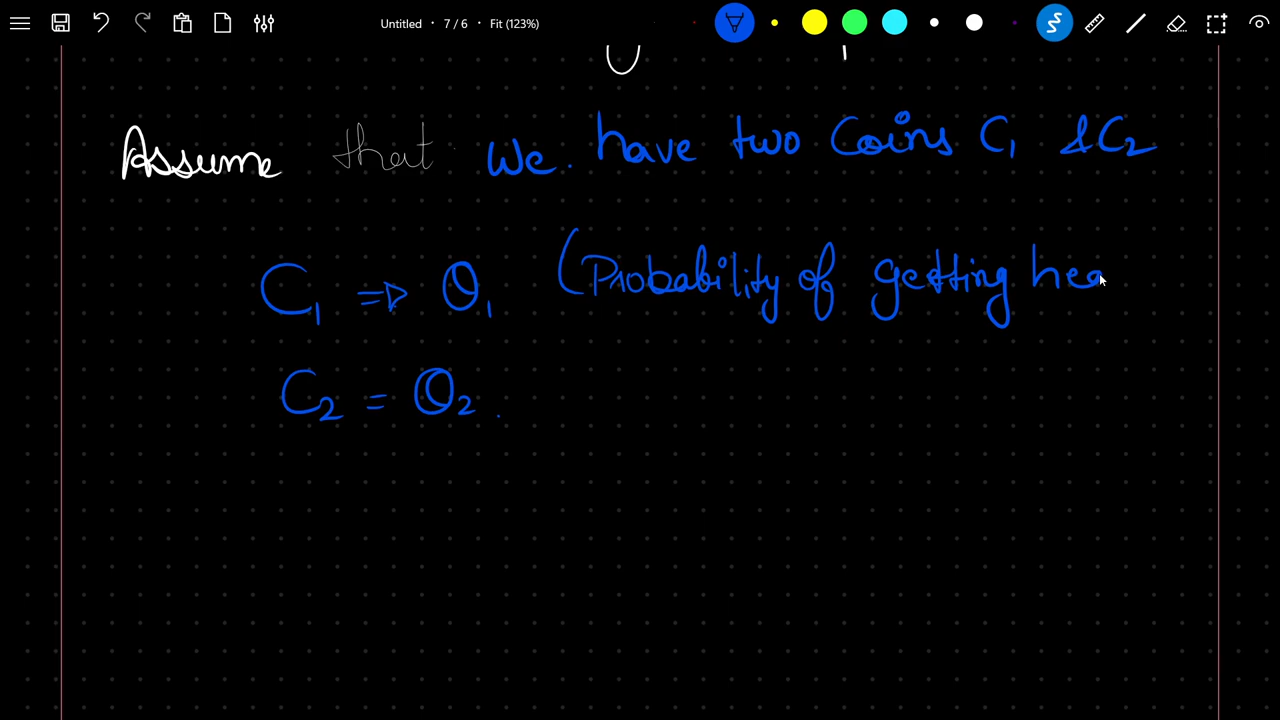 Untitled • 7 / 6 • Fit (123%)
Assume that We. have two Coins C1 & C2
C1 => θ1 (Probability of getting hea
C2 = θ2.